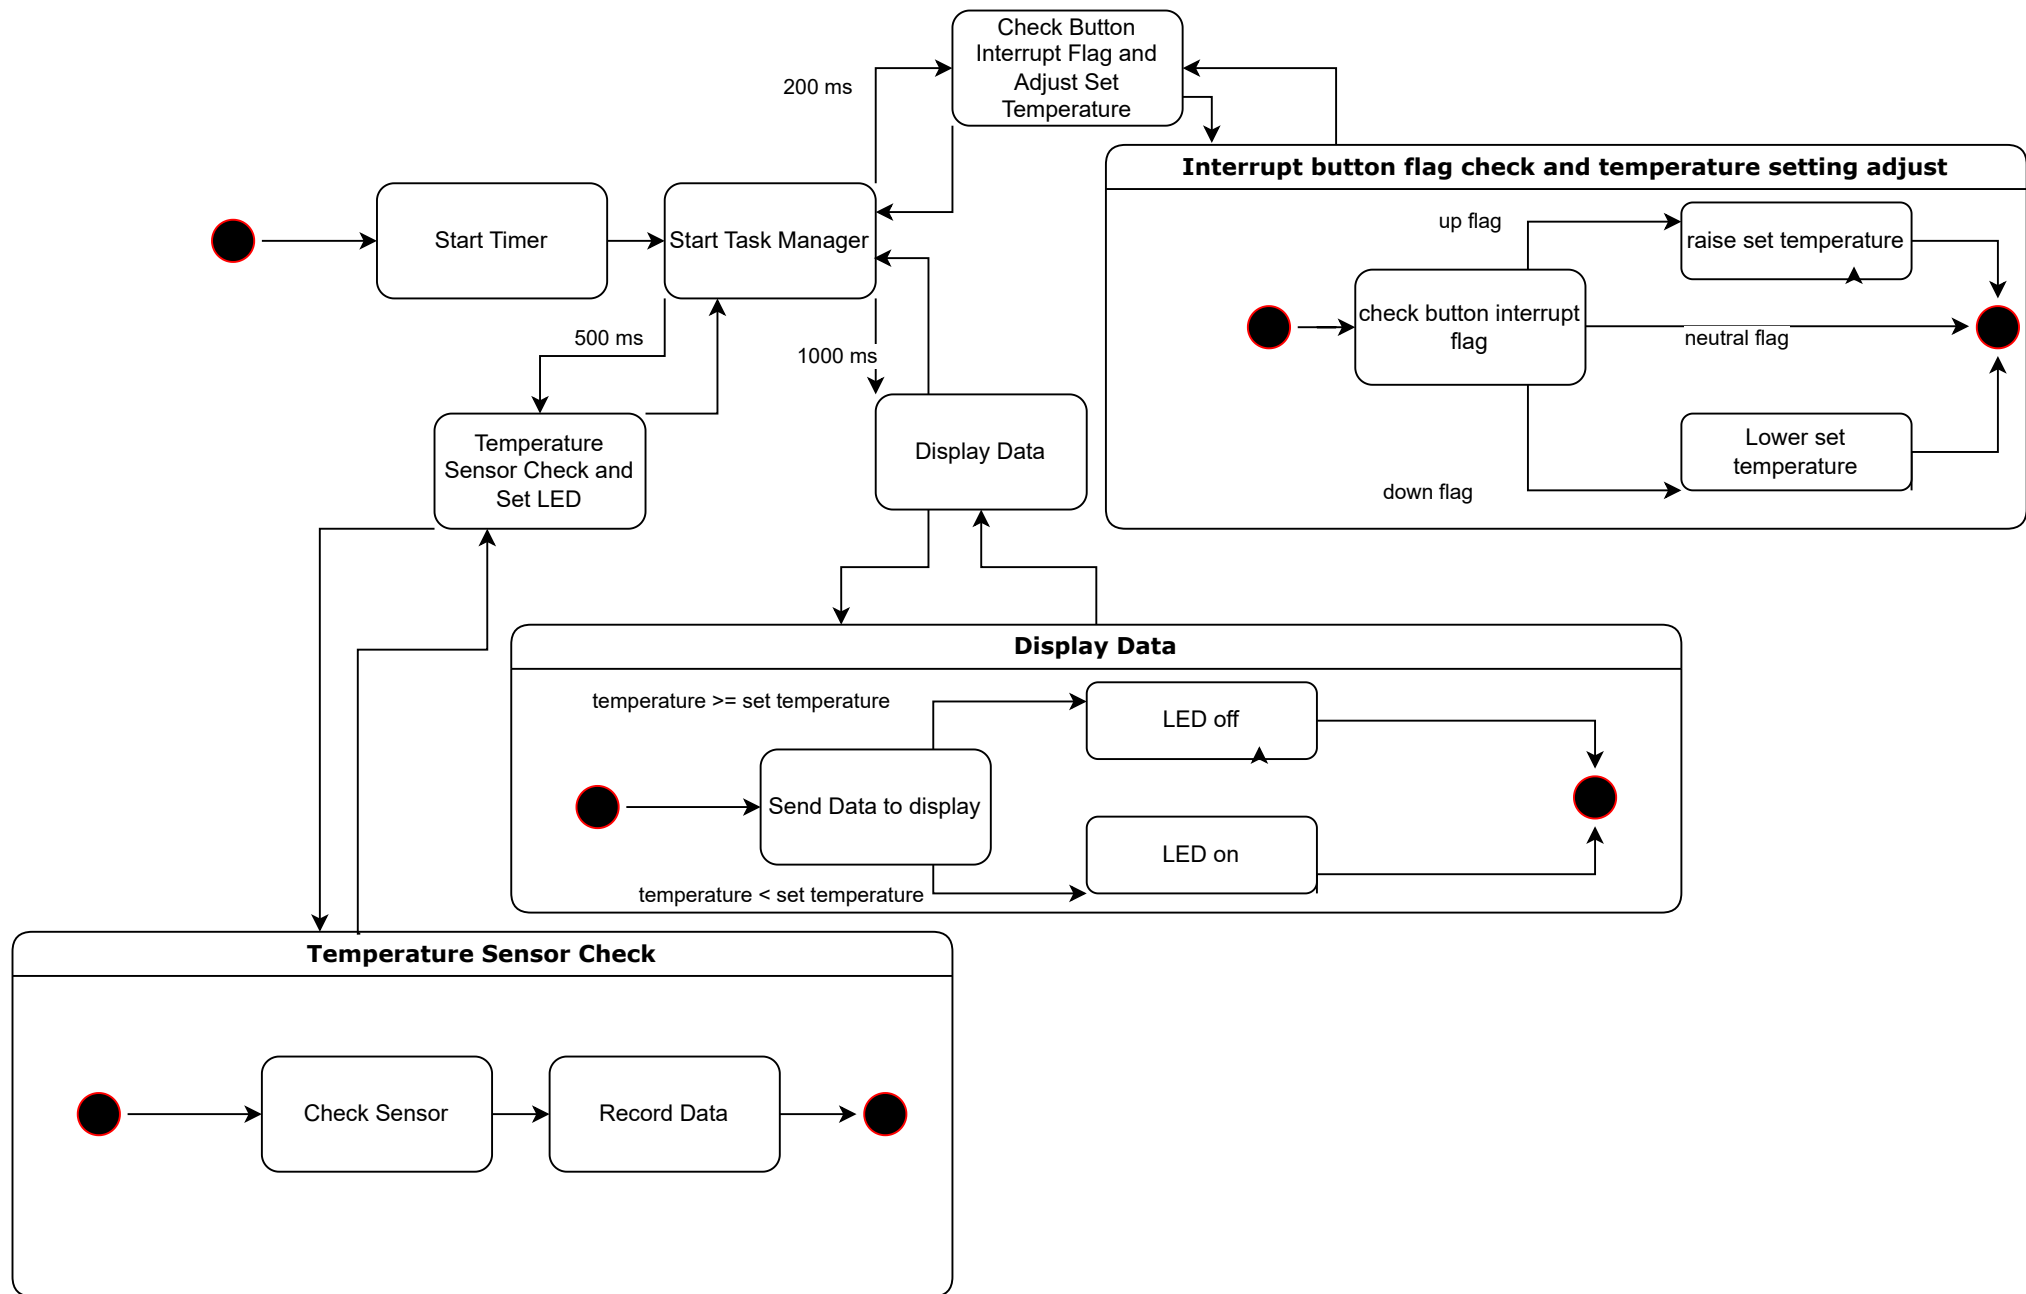 Check Button
Interrupt Flag and
Adjust Set
Temperature
200 ms
Interrupt button flag check and temperature setting adjust
up flag
raise set temperature
Start Timer
Start Task Manager
check button interrupt
flag
neutral flag
500 ms
1000 ms
Temperature
Sensor Check and
Set LED
Display Data
Lower set
temperature
down flag
Display Data
temperature >= set temperature
LED off
Send Data to display
LED on
temperature < set temperature
Temperature Sensor Check
Check Sensor
Record Data